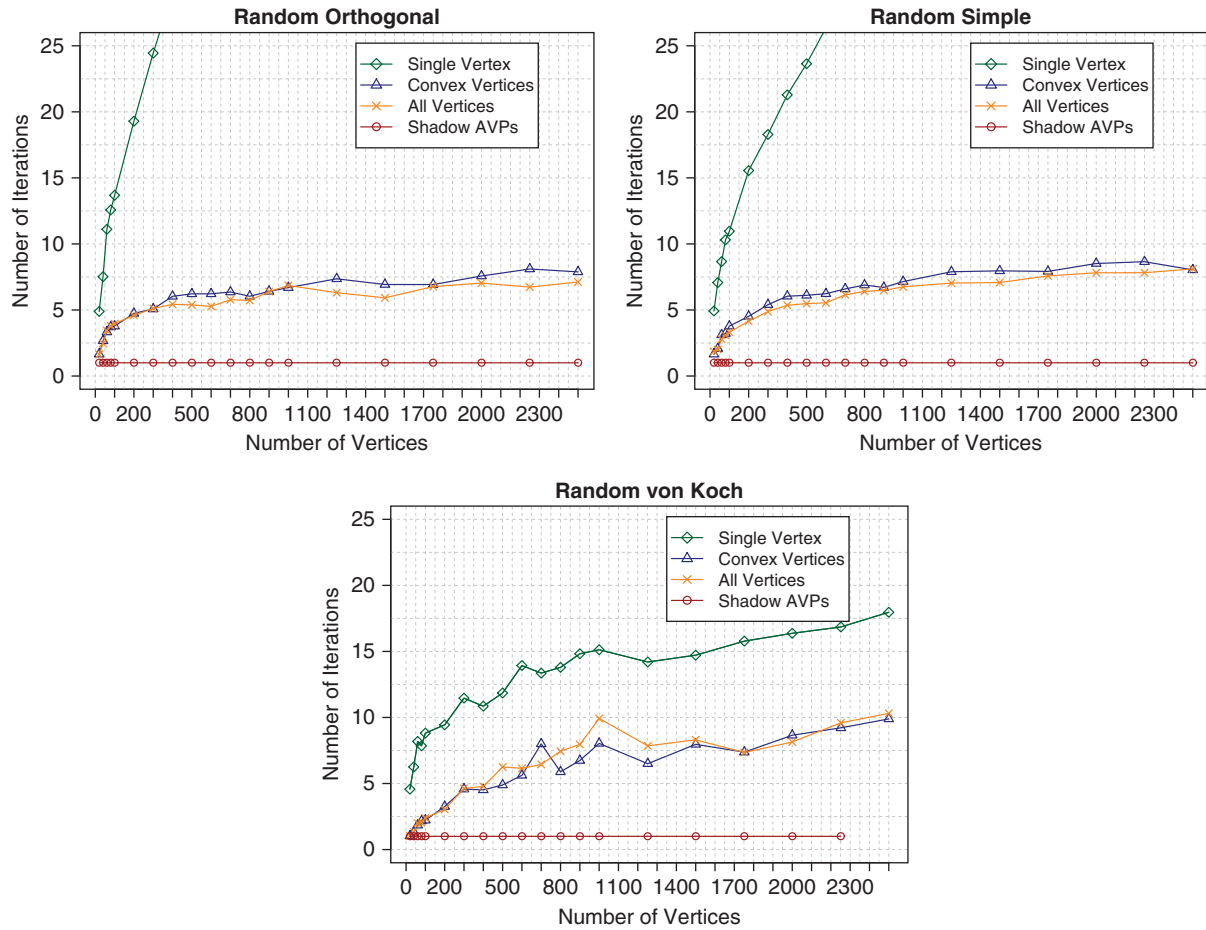 Random Orthogonal
25
20
15
10
5
0
Number of Iterations
Single Vertex
Convex Vertices
All Vertices
Shadow AVPs
0 200 500 800 1100 1400 1700 2000 2300
Number of Vertices
Random Simple
25
20
15
10
5
0
Number of Iterations
Single Vertex
Convex Vertices
All Vertices
Shadow AVPs
0 200 500 800 1100 1400 1700 2000 2300
Number of Vertices
Random von Koch
25
20
15
10
5
0
Number of Iterations
Single Vertex
Convex Vertices
All Vertices
Shadow AVPs
0 200 500 800 1100 1400 1700 2000 2300
Number of Vertices